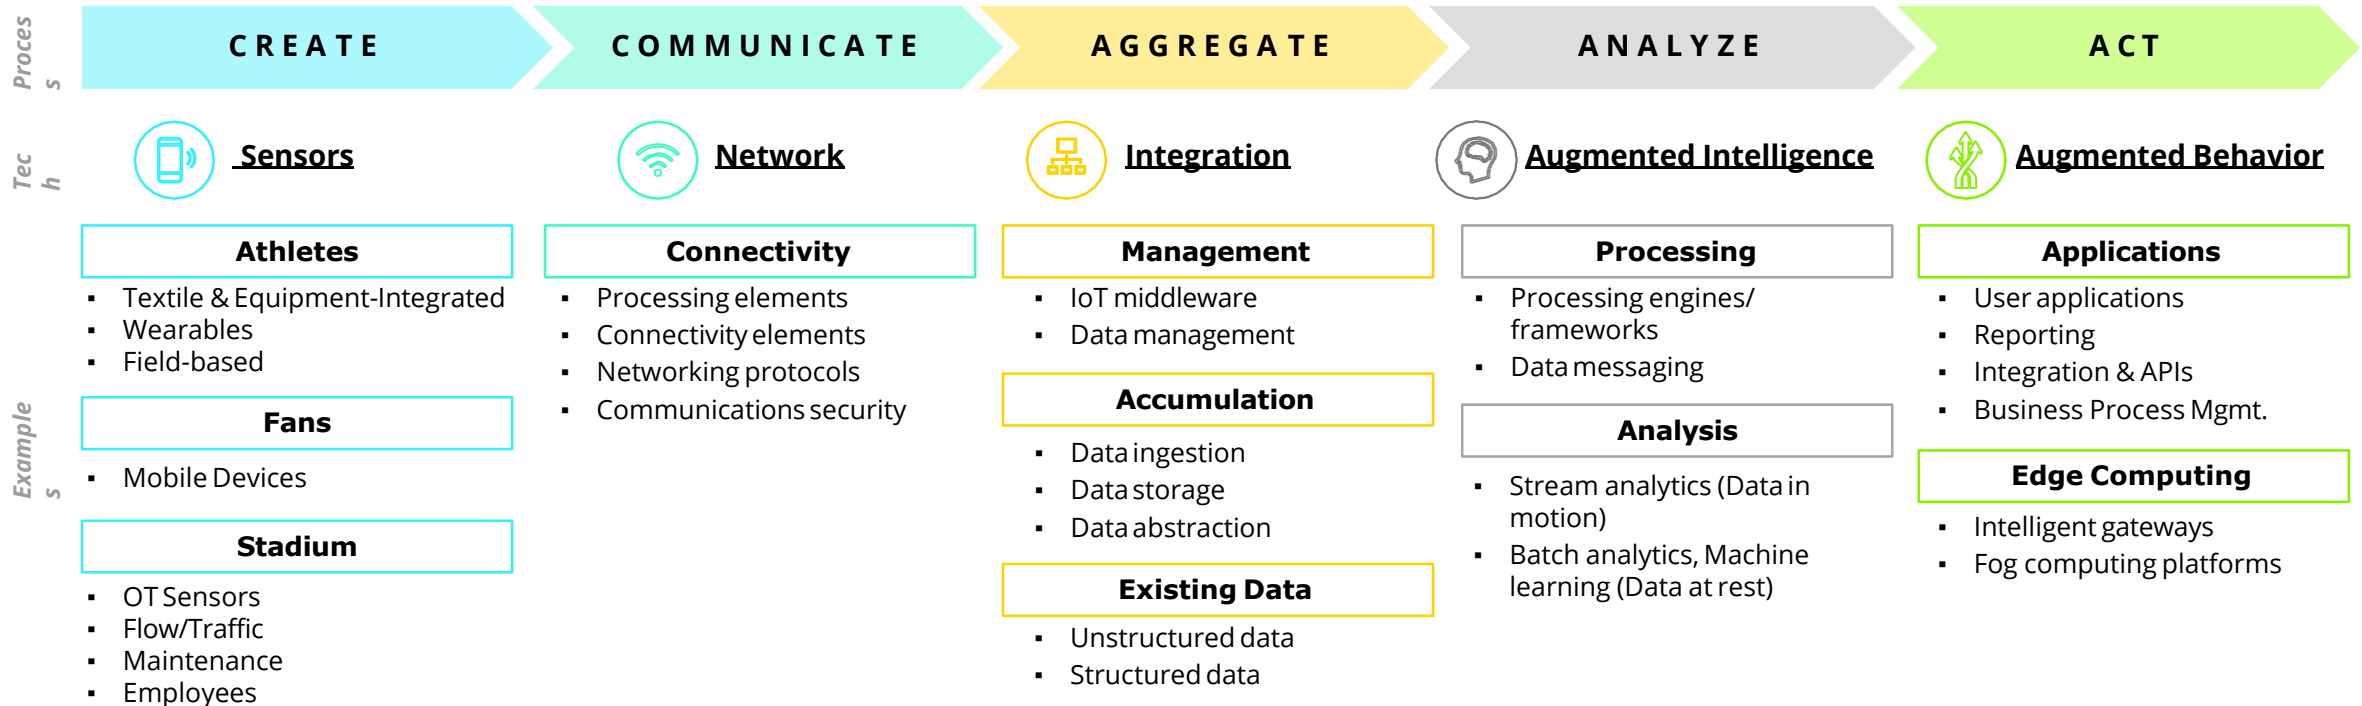 Process
CREATE
COMMUNICATE
AGGREGATE
ANALYZE
ACT
Tech
Sensors
Network
Integration
Augmented Intelligence
Augmented Behavior
Examples
Athletes
▪ Textile & Equipment-Integrated
▪ Wearables
▪ Field-based
Fans
▪ Mobile Devices
Stadium
▪ OT Sensors
▪ Flow/Traffic
▪ Maintenance
▪ Employees
Connectivity
▪ Processing elements
▪ Connectivity elements
▪ Networking protocols
▪ Communications security
Management
▪ IoT middleware
▪ Data management
Accumulation
▪ Data ingestion
▪ Data storage
▪ Data abstraction
Existing Data
▪ Unstructured data
▪ Structured data
Processing
▪ Processing engines/
frameworks
▪ Data messaging
Analysis
▪ Stream analytics (Data in
motion)
▪ Batch analytics, Machine
learning (Data at rest)
Applications
▪ User applications
▪ Reporting
▪ Integration & APIs
▪ Business Process Mgmt.
Edge Computing
▪ Intelligent gateways
▪ Fog computing platforms